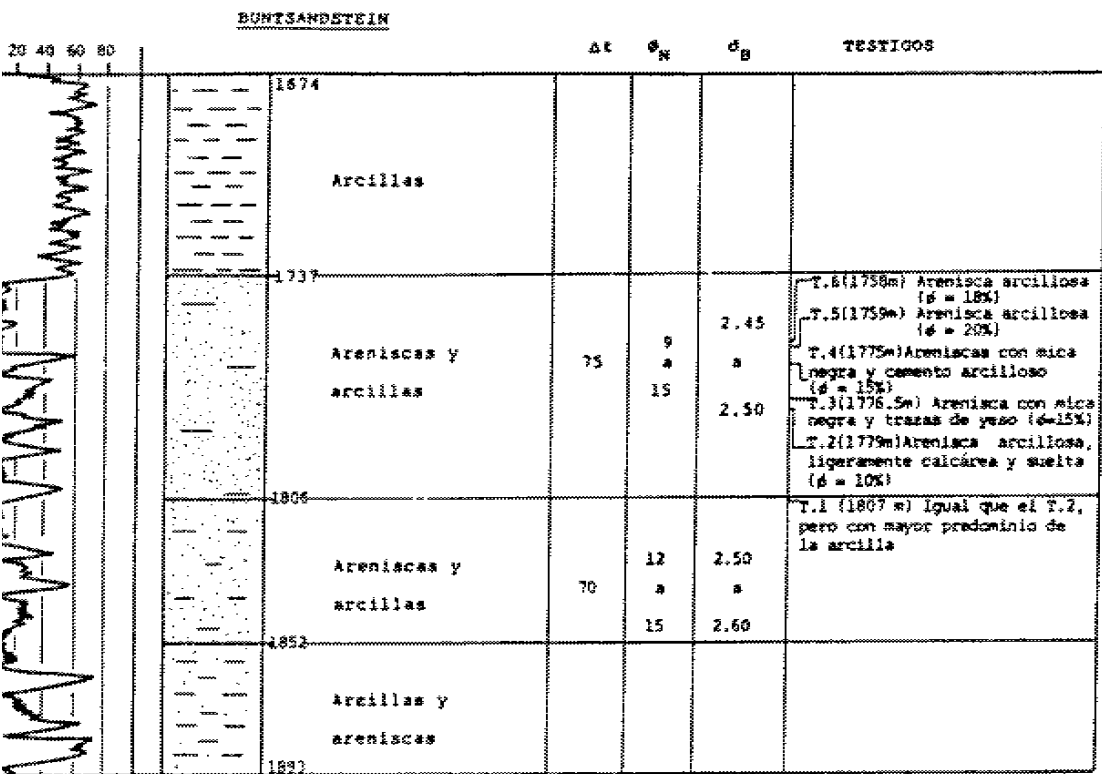 BUNTSANDSTEIN
20 40 60 80
Δt ø_N d_B TESTIGOS
1674
Arcillas
1737
Areniscas y
arcillas
75
9
a
15
2.45
a
2.50
T.6(1758m) Arenisca arcillosa
(ø = 18%)
T.5(1759m) Arenisca arcillosa
(ø = 20%)
T.4(1775m)Areniscas con mica
negra y cemento arcilloso
(ø = 15%)
T.3(1776.5m) Arenisca con mica
negra y trazas de yeso (ø=15%)
T.2(1779m)Arenisca arcillosa,
ligeramente calcárea y suelta
(ø = 10%)
1806
T.1 (1807 m) Igual que el T.2,
pero con mayor predominio de
la arcilla
Areniscas y
arcillas
70
12
a
15
2.50
a
2.60
1852
Arcillas y
areniscas
1893